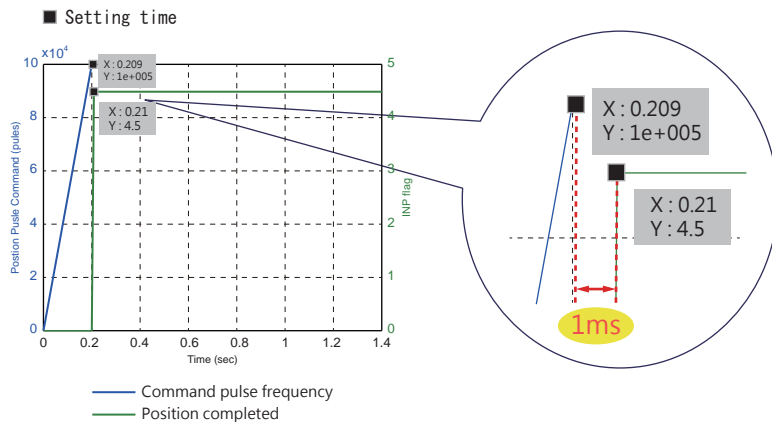 Setting time
x10⁴
10
8
6
4
2
0
Postion Pusle Command (pules)
5
4
3
2
1
0
INP flag
X : 0.209
Y : 1e+005
X : 0.21
Y : 4.5
0 0.2 0.4 0.6 0.8 1 1.2 1.4
Time (sec)
Command pulse frequency
Position completed
X : 0.209
Y : 1e+005
X : 0.21
Y : 4.5
1ms